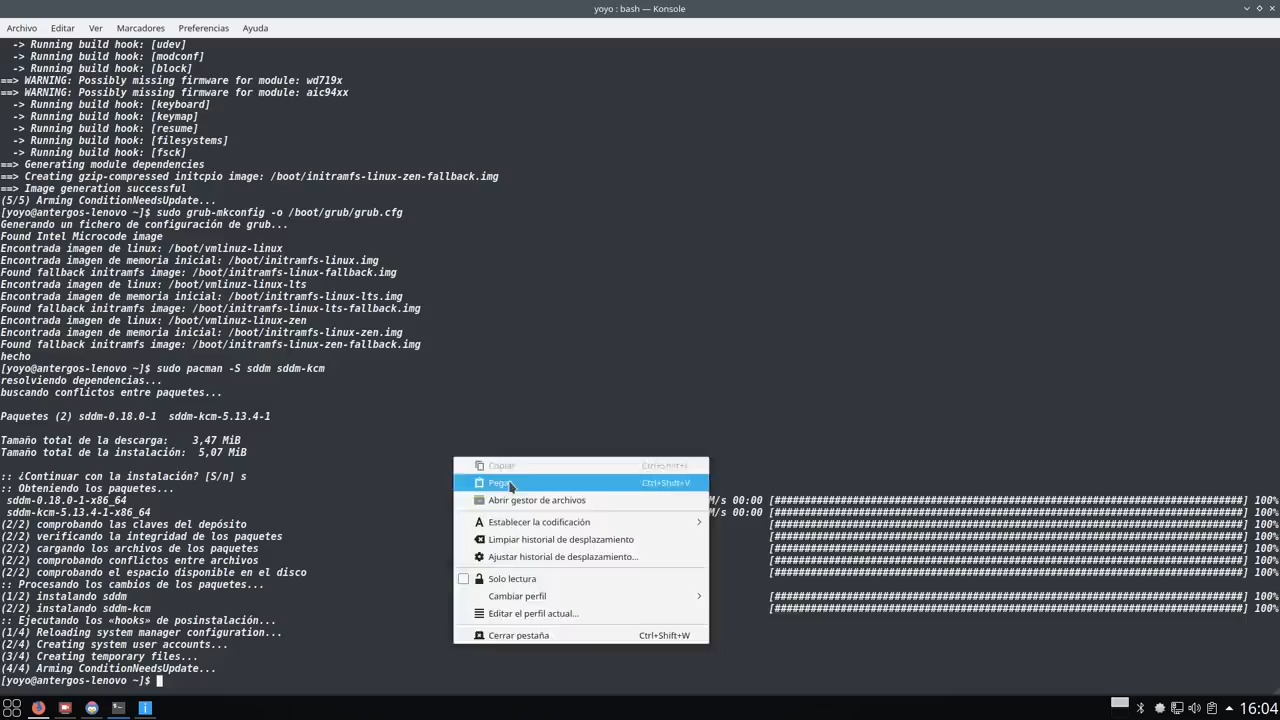 yoyo : bash — Konsole
Archivo Editar Ver Marcadores Preferencias Ayuda
-> Running build hook: [udev]
-> Running build hook: [modconf]
-> Running build hook: [block]
==> WARNING: Possibly missing firmware for module: wd719x
==> WARNING: Possibly missing firmware for module: aic94xx
-> Running build hook: [keyboard]
-> Running build hook: [keymap]
-> Running build hook: [resume]
-> Running build hook: [filesystems]
-> Running build hook: [fsck]
==> Generating module dependencies
==> Creating gzip-compressed initcpio image: /boot/initramfs-linux-zen-fallback.img
==> Image generation successful
(5/5) Arming ConditionNeedsUpdate...
[yoyo@antergos-lenovo ~]$ sudo grub-mkconfig -o /boot/grub/grub.cfg
Generando un fichero de configuración de grub...
Found Intel Microcode image
Encontrada imagen de linux: /boot/vmlinuz-linux
Encontrada imagen de memoria inicial: /boot/initramfs-linux.img
Found fallback initramfs image: /boot/initramfs-linux-fallback.img
Encontrada imagen de linux: /boot/vmlinuz-linux-lts
Encontrada imagen de memoria inicial: /boot/initramfs-linux-lts.img
Found fallback initramfs image: /boot/initramfs-linux-lts-fallback.img
Encontrada imagen de linux: /boot/vmlinuz-linux-zen
Encontrada imagen de memoria inicial: /boot/initramfs-linux-zen.img
Found fallback initramfs image: /boot/initramfs-linux-zen-fallback.img
hecho
[yoyo@antergos-lenovo ~]$ sudo pacman -S sddm sddm-kcm
resolviendo dependencias...
buscando conflictos entre paquetes...
Paquetes (2) sddm-0.18.0-1 sddm-kcm-5.13.4-1
Tamaño total de la descarga: 3,47 MiB
Tamaño total de la instalación: 5,07 MiB
:: ¿Continuar con la instalación? [S/n] s
:: Obteniendo los paquetes...
sddm-0.18.0-1-x86_64 M/s 00:00 [######################################################################] 100%
sddm-kcm-5.13.4-1-x86_64 M/s 00:00 [######################################################################] 100%
(2/2) comprobando las claves del depósito [######################################################################] 100%
(2/2) verificando la integridad de los paquetes [######################################################################] 100%
(2/2) cargando los archivos de los paquetes [######################################################################] 100%
(2/2) comprobando conflictos entre archivos [######################################################################] 100%
(2/2) comprobando el espacio disponible en el disco [######################################################################] 100%
:: Procesando los cambios de los paquetes...
(1/2) instalando sddm [######################################################################] 100%
(2/2) instalando sddm-kcm [######################################################################] 100%
:: Ejecutando los «hooks» de posinstalación...
(1/4) Reloading system manager configuration...
(2/4) Creating system user accounts...
(3/4) Creating temporary files...
(4/4) Arming ConditionNeedsUpdate...
[yoyo@antergos-lenovo ~]$
Copiar
Pegar Ctrl+Shift+V
Abrir gestor de archivos
Establecer la codificación
Limpiar historial de desplazamiento
Ajustar historial de desplazamiento...
Solo lectura
Cambiar perfil
Editar el perfil actual...
Cerrar pestaña Ctrl+Shift+W
16:04